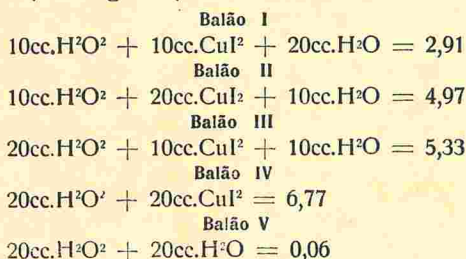 Balão I
10cc.H²O² + 10cc.CuI² + 20cc.H²O = 2,91
Balão II
10cc.H²O² + 20cc.CuI₂ + 10cc.H²O = 4,97
Balão III
20cc.H²O² + 10cc.CuI² + 10cc.H²O = 5,33
Balão IV
20cc.H²O² + 20cc.CuI² = 6,77
Balão V
20cc.H²O² + 20cc.H²O = 0,06